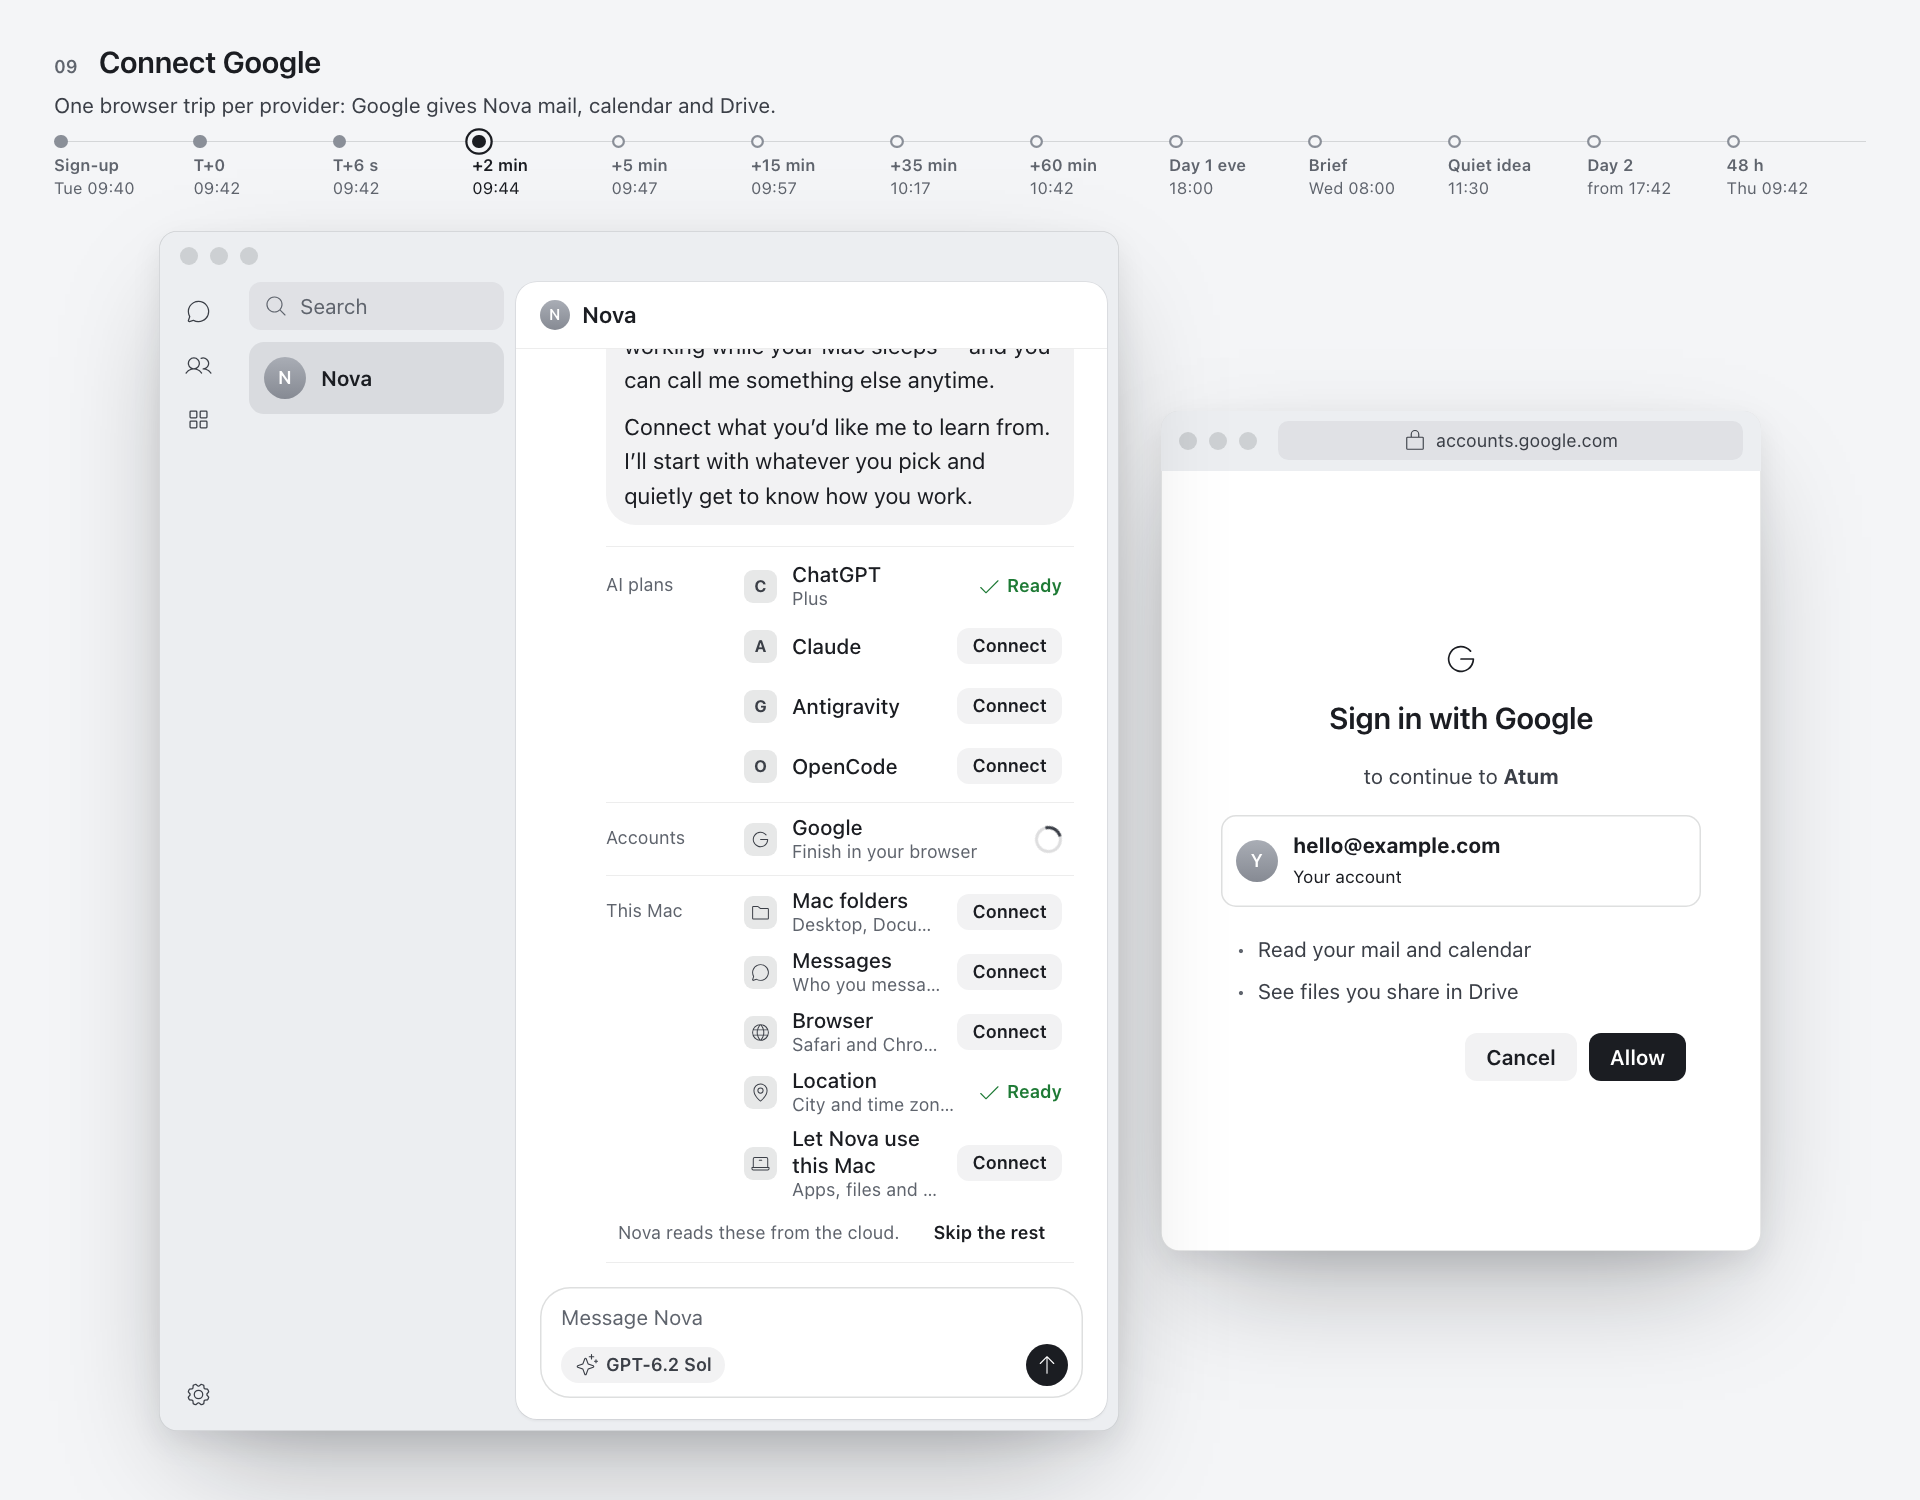 09 Connect Google
One browser trip per provider: Google gives Nova mail, calendar and Drive.
Sign-up
Tue 09:40
T+0
09:42
T+6 s
09:42
+2 min
09:44
+5 min
09:47
+15 min
09:57
+35 min
10:17
+60 min
10:42
Day 1 eve
18:00
Brief
Wed 08:00
Quiet idea
11:30
Day 2
from 17:42
48 h
Thu 09:42
Search
N Nova
N Nova
working while your Mac sleeps and you
can call me something else anytime.
Connect what you’d like me to learn from.
I’ll start with whatever you pick and
quietly get to know how you work.
AI plans
C ChatGPT
Plus
Ready
A Claude
Connect
G Antigravity
Connect
O OpenCode
Connect
Accounts
Google
Finish in your browser
This Mac
Mac folders
Desktop, Docu...
Connect
Messages
Who you messa...
Connect
Browser
Safari and Chro...
Connect
Location
City and time zon...
Ready
Let Nova use
this Mac
Apps, files and ...
Connect
Nova reads these from the cloud. Skip the rest
Message Nova
GPT-6.2 Sol
accounts.google.com
G
Sign in with Google
to continue to Atum
Y
hello@example.com
Your account
· Read your mail and calendar
· See files you share in Drive
Cancel Allow